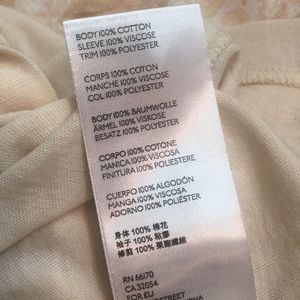 BODY 100% COTTON
SLEEVE 100% VISCOSE
TRIM 100% POLYESTER
CORPS 100% COTON
MANCHE 100% VISCOSE
COL 100% POLYESTER
BODY 100% BAUMWOLLE
ÄRMEL 100% VISKOSE
BESATZ 100% POLYESTER
CORPO 100% COTONE
MANICA 100% VISCOSA
FINITURA 100% POLIESTERE
CUERPO 100% ALGODÓN
MANGA 100% VISCOSA
ADORNO 100% POLIÉSTER
身体 100% 棉花
袖子 100%
修剪 100% 聚酯纖維
RN 66170
CA 32054
FOR EU
STREET